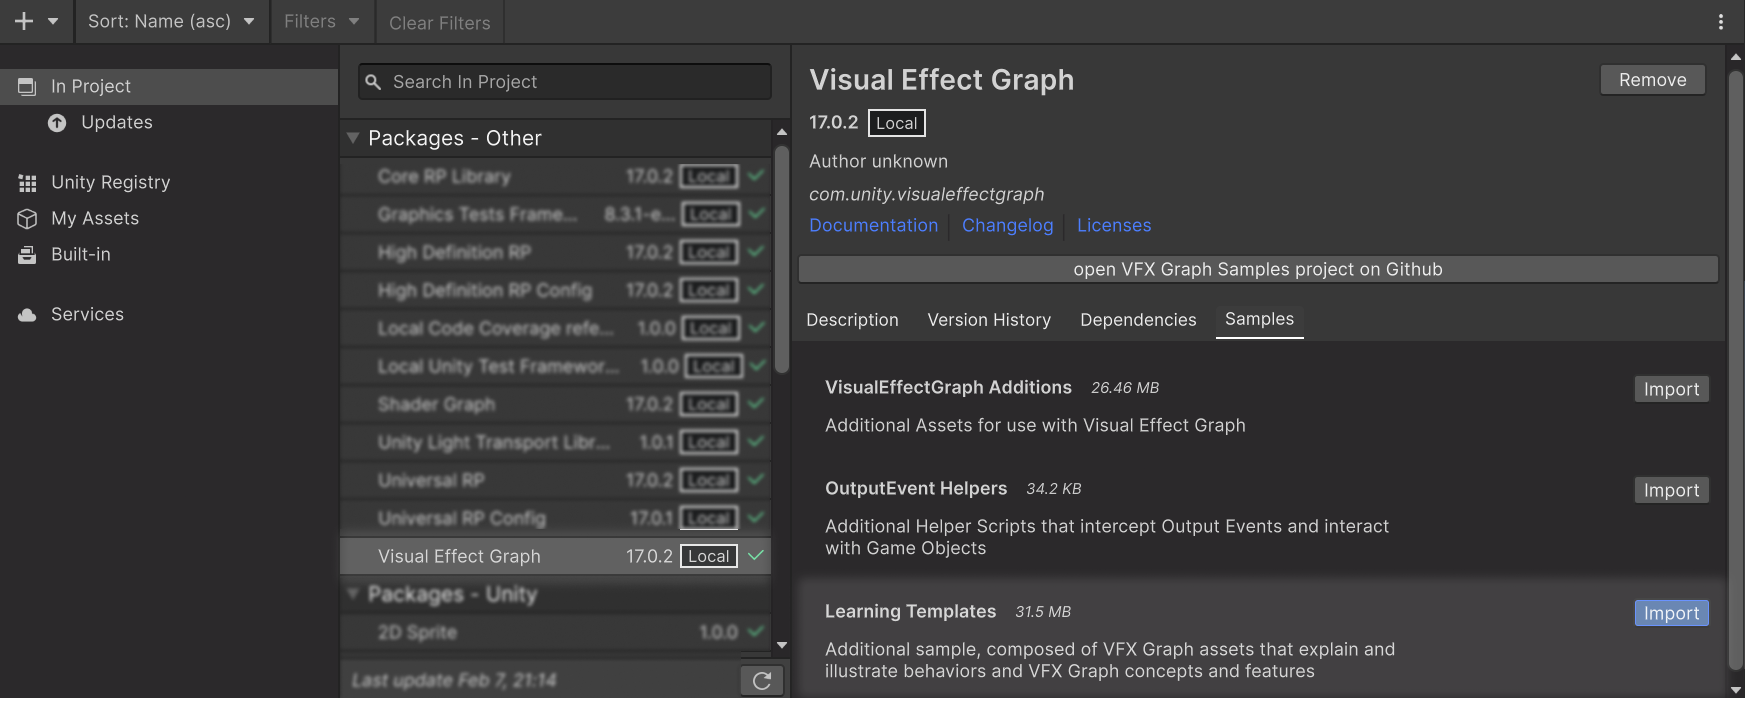 Sort: Name (asc)
Filters
Clear Filters
In Project
Updates
Unity Registry
My Assets
Built-in
Services
Search In Project
Packages - Other
Core RP Library 17.0.2 Local
Graphics Tests Frame... 8.3.1-e... Local
High Definition RP 17.0.2 Local
High Definition RP Config 17.0.2 Local
Local Code Coverage refe... 1.0.0 Local
Local Unity Test Framewor... 1.0.0 Local
Shader Graph 17.0.2 Local
Unity Light Transport Libr... 1.0.1 Local
Universal RP 17.0.2 Local
Universal RP Config 17.0.1 Local
Visual Effect Graph 17.0.2 Local
Packages - Unity
2D Sprite 1.0.0
Last update Feb 7, 21:14
Visual Effect Graph
Remove
17.0.2 Local
Author unknown
com.unity.visualeffectgraph
Documentation Changelog Licenses
open VFX Graph Samples project on Github
Description Version History Dependencies Samples
VisualEffectGraph Additions 26.46 MB Import
Additional Assets for use with Visual Effect Graph
OutputEvent Helpers 34.2 KB Import
Additional Helper Scripts that intercept Output Events and interact
with Game Objects
Learning Templates 31.5 MB Import
Additional sample, composed of VFX Graph assets that explain and
illustrate behaviors and VFX Graph concepts and features